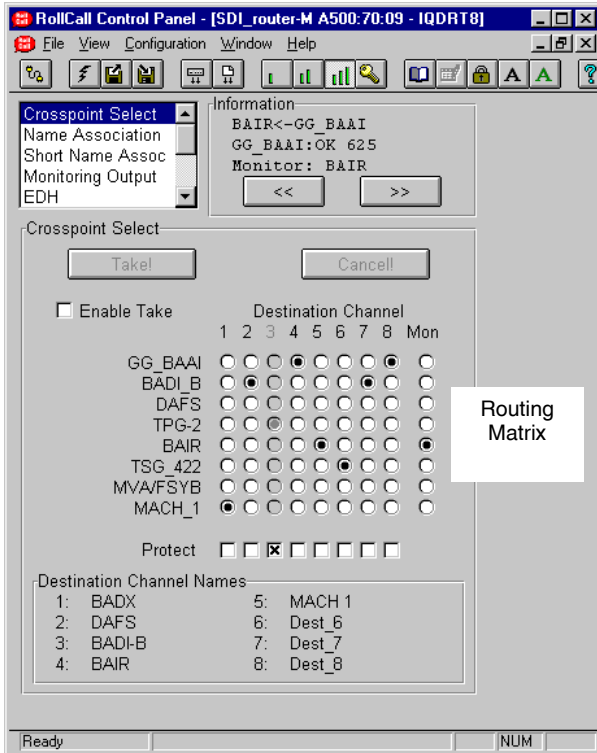 RollCall Control Panel - [SDI_router-M A500:70:09 - IQDRT8]
File View Configuration Window Help
A A ?
Crosspoint Select
Name Association
Short Name Assoc
Monitoring Output
EDH
Information
BAIR<-GG_BAAI
GG_BAAI:OK 625
Monitor: BAIR
<< >>
Crosspoint Select
Take! Cancel!
Enable Take Destination Channel
1 2 3 4 5 6 7 8 Mon
GG_BAAI
BADI_B
DAFS
TPG-2
BAIR
TSG_422
MVA/FSYB
MACH_1
Routing
Matrix
Protect
Destination Channel Names
1: BADX 5: MACH 1
2: DAFS 6: Dest_6
3: BADI-B 7: Dest_7
4: BAIR 8: Dest_8
Ready NUM